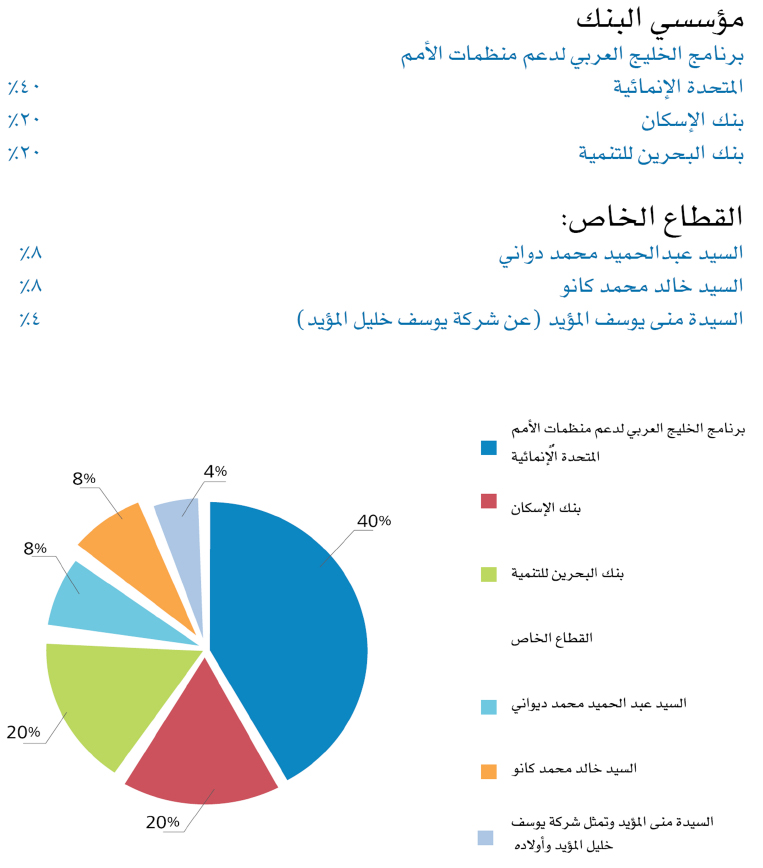 مؤسسي البنك
برنامج الخليج العربي لدعم منظمات الأمم
المتحدة الإنمائية ٤٠٪
بنك الإسكان ٢٠٪
بنك البحرين للتنمية ٢٠٪
القطاع الخاص:
السيد عبدالحميد محمد دواني ٨٪
السيد خالد محمد كانو ٨٪
السيدة منى يوسف المؤيد (عن شركة يوسف خليل المؤيد) ٤٪
برنامج الخليج العربي لدعم منظمات الأمم
المتحدة الإنمائية
بنك الإسكان
بنك البحرين للتنمية
القطاع الخاص
السيد عبد الحميد محمد ديواني
السيد خالد محمد كانو
السيدة منى المؤيد وتمثل شركة يوسف
خليل المؤيد وأولاده
4%
8%
8%
40%
20%
20%